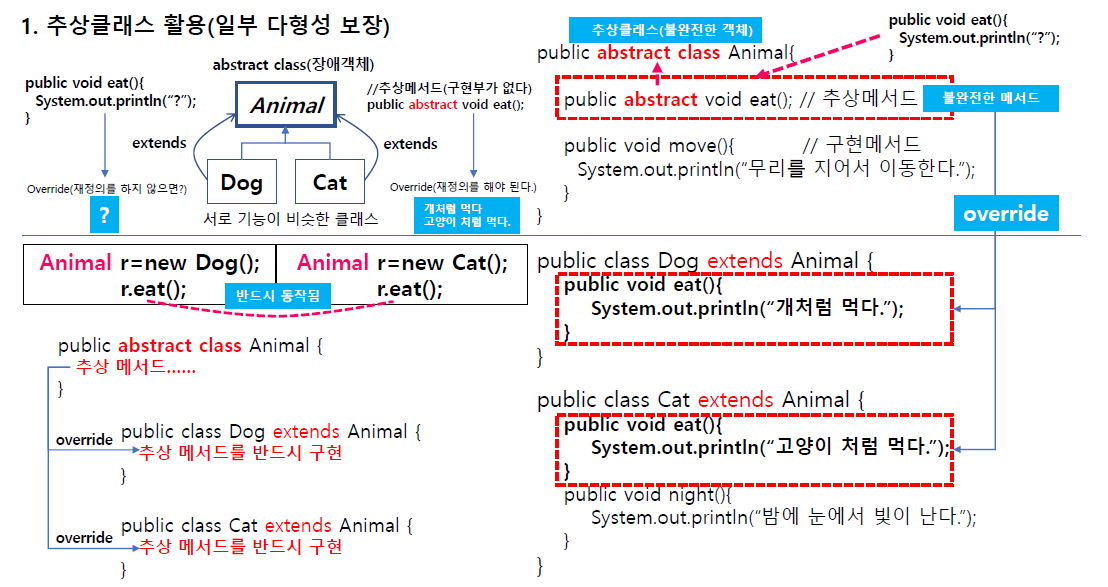 1. 추상클래스 활용(일부 다형성 보장)
abstract class(장애객체)
public void eat(){
System.out.println(“?”);
}
Animal
//추상메서드(구현부가 없다)
public abstract void eat();
extends
extends
Dog
Cat
Override(재정의를 하지 않으면?)
?
서로 기능이 비슷한 클래스
Override(재정의를 해야 된다.)
개처럼 먹다
고양이 처럼 먹다.
Animal r=new Dog();
r.eat();
Animal r=new Cat();
r.eat();
반드시 동작됨
public abstract class Animal {
추상 메서드......
}
override
public class Dog extends Animal {
추상 메서드를 반드시 구현
}
override
public class Cat extends Animal {
추상 메서드를 반드시 구현
}
추상클래스(불완전한 객체)
public void eat(){
System.out.println(“?”);
}
public abstract class Animal{
public abstract void eat(); // 추상메서드
불완전한 메서드
public void move(){ // 구현메서드
System.out.println(“무리를 지어서 이동한다.”);
}
}
override
public class Dog extends Animal {
public void eat(){
System.out.println(“개처럼 먹다.”);
}
}
public class Cat extends Animal {
public void eat(){
System.out.println(“고양이 처럼 먹다.”);
}
public void night(){
System.out.println(“밤에 눈에서 빛이 난다.”);
}
}